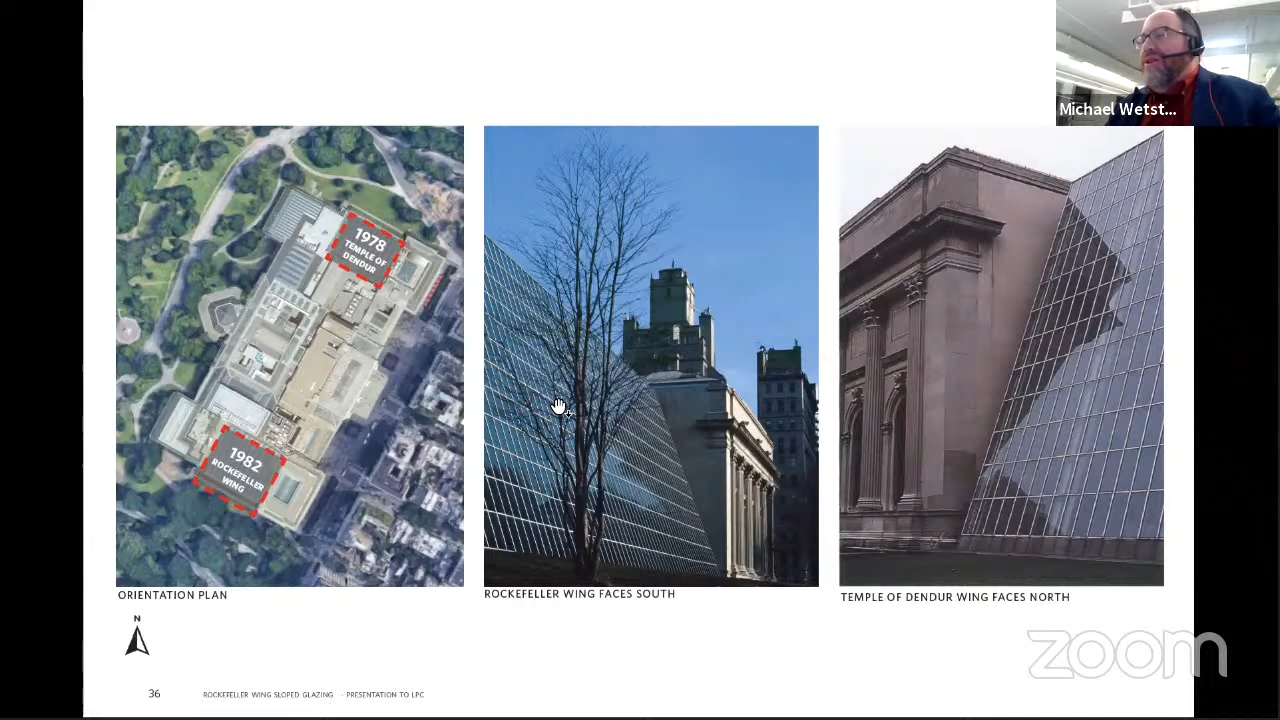 Michael Wetst...
1978
TEMPLE OF
DENDUR
1982
ROCKEFELLER
WING
ORIENTATION PLAN
ROCKEFELLER WING FACES SOUTH
TEMPLE OF DENDUR WING FACES NORTH
N
zoom
36
ROCKEFELLER WING SLOPED GLAZING - PRESENTATION TO LPC